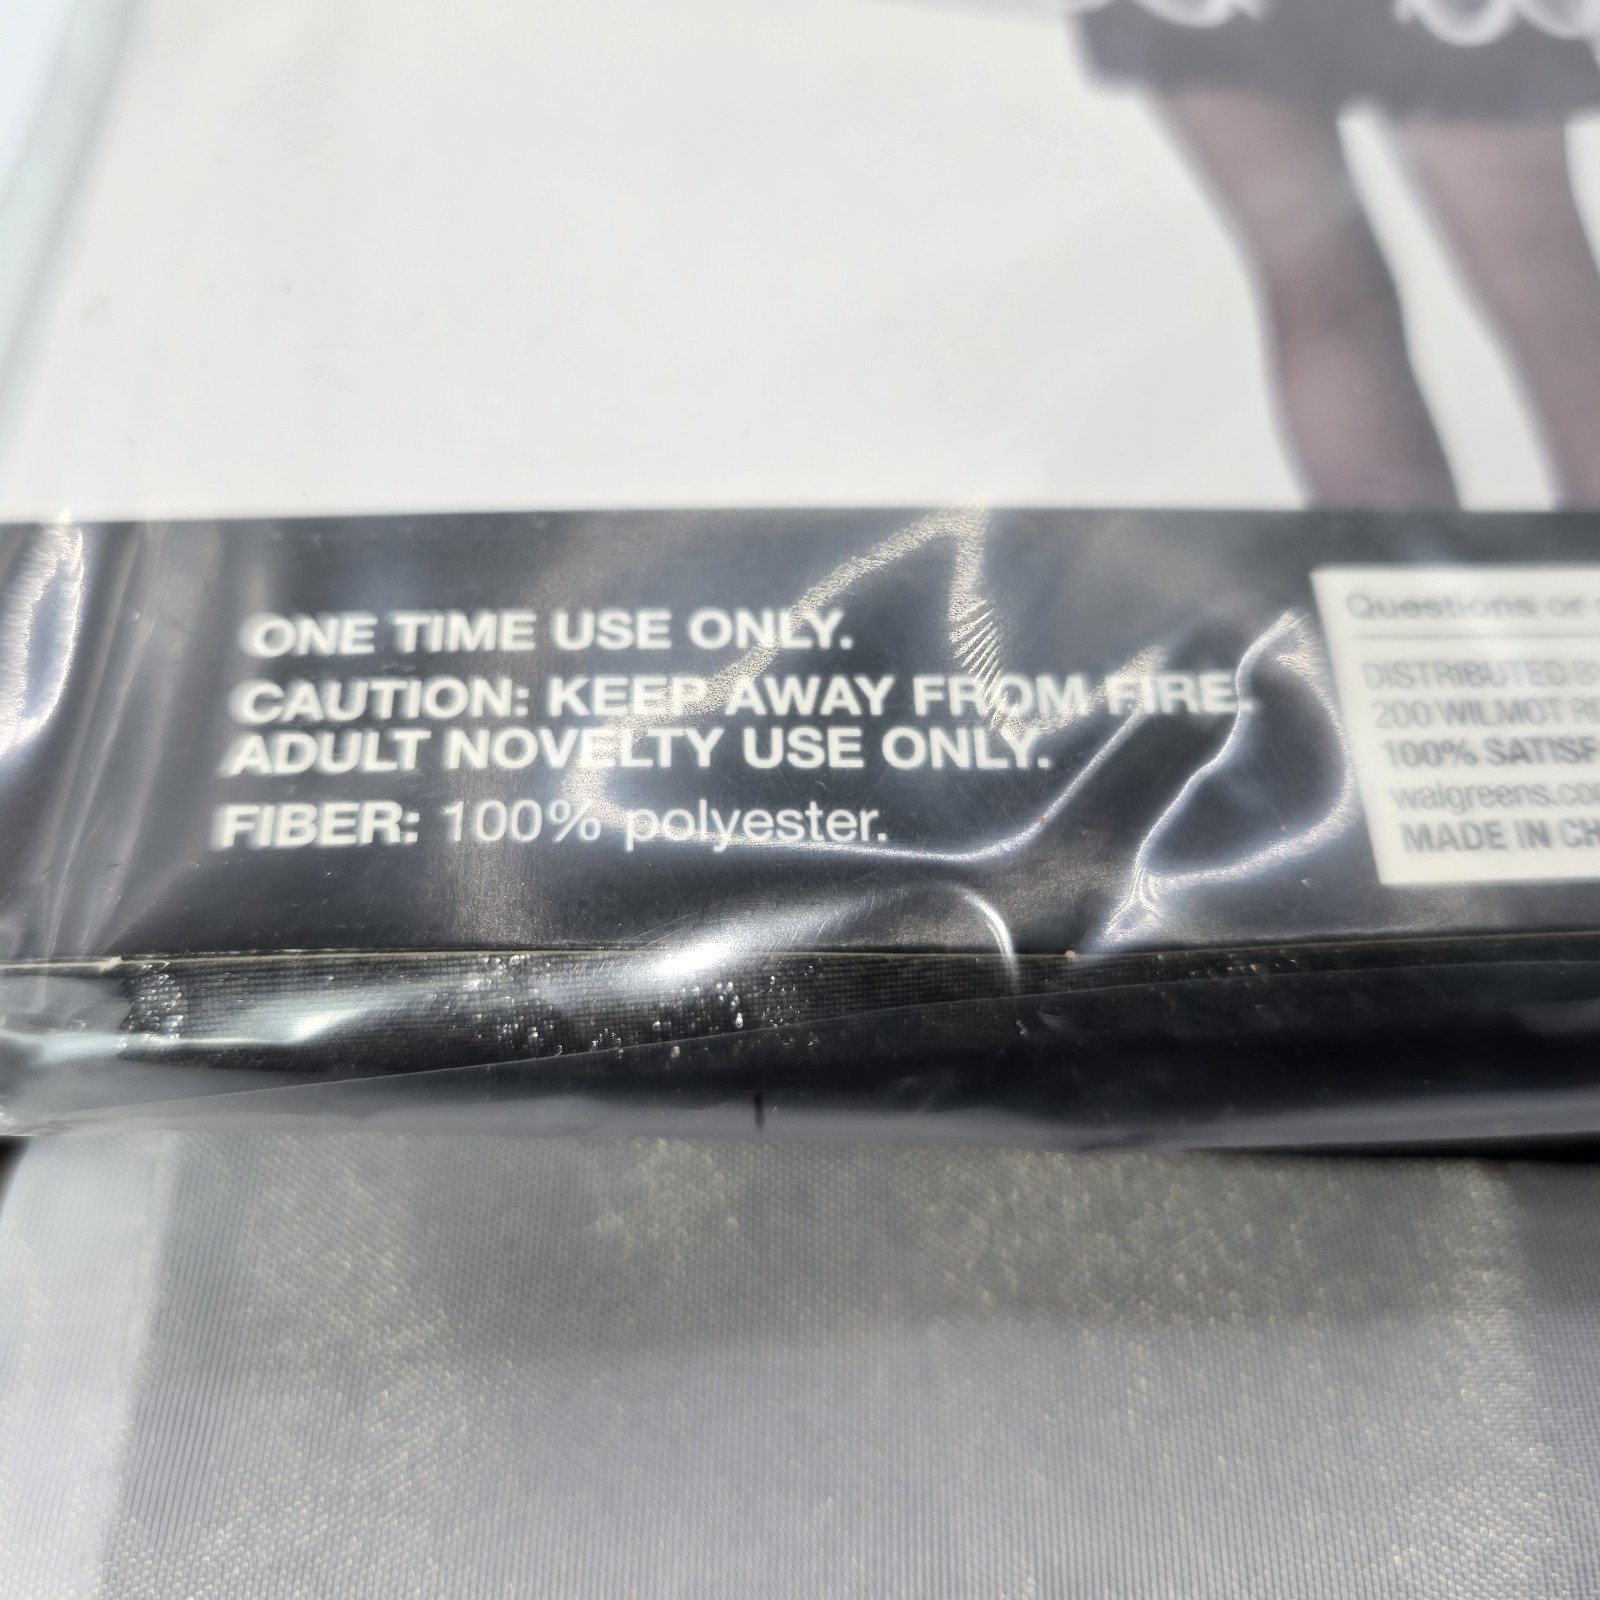 ONE TIME USE ONLY.
CAUTION: KEEP AWAY FROM FIRE.
ADULT NOVELTY USE ONLY.
FIBER: 100% polyester.
Questions or
DISTRIBUTED B
200 WILMOT R
100% SATISF
walgreens.co
MADE IN CH